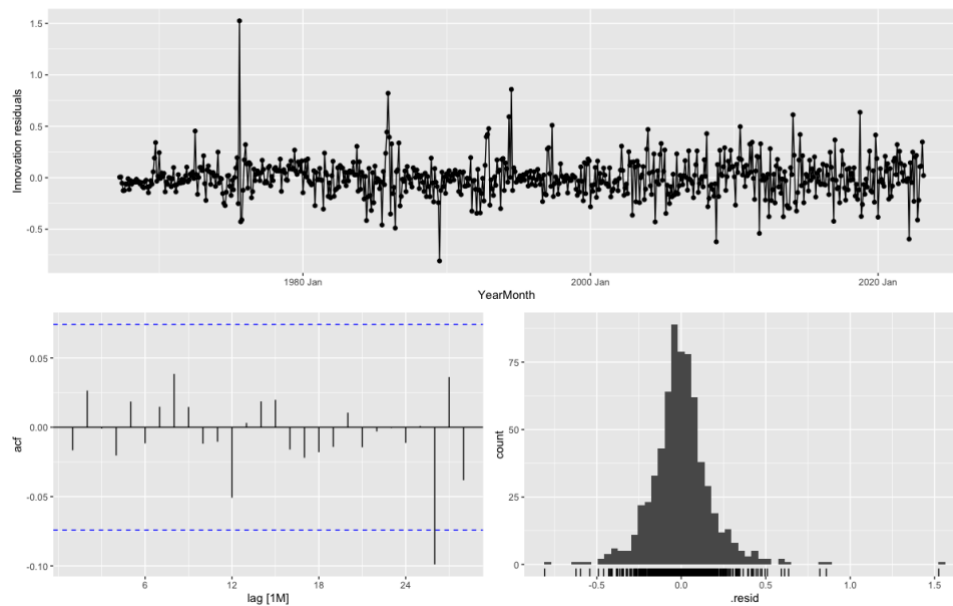 Innovation residuals
1.5
1.0
0.5
0.0
-0.5
1980 Jan
2000 Jan
2020 Jan
YearMonth
acf
0.05
0.00
-0.05
-0.10
6
12
18
24
lag [1M]
count
75
50
25
0
-0.5
0.0
0.5
1.0
1.5
.resid